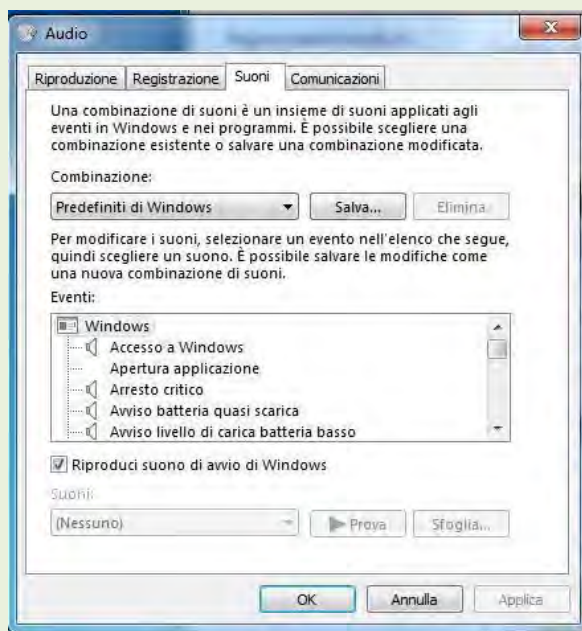 Audio
Riproduzione Registrazione Suoni Comunicazioni
Una combinazione di suoni è un insieme di suoni applicati agli
eventi in Windows e nei programmi. È possibile scegliere una
combinazione esistente o salvare una combinazione modificata.
Combinazione:
Predefiniti di Windows Salva... Elimina
Per modificare i suoni, selezionare un evento nell'elenco che segue,
quindi scegliere un suono. È possibile salvare le modifiche come
una nuova combinazione di suoni.
Eventi:
Windows
Accesso a Windows
Apertura applicazione
Arresto critico
Avviso batteria quasi scarica
Avviso livello di carica batteria basso
Riproduci suono di avvio di Windows
Suoni:
(Nessuno) Prova Sfoglia...
OK Annulla Applica